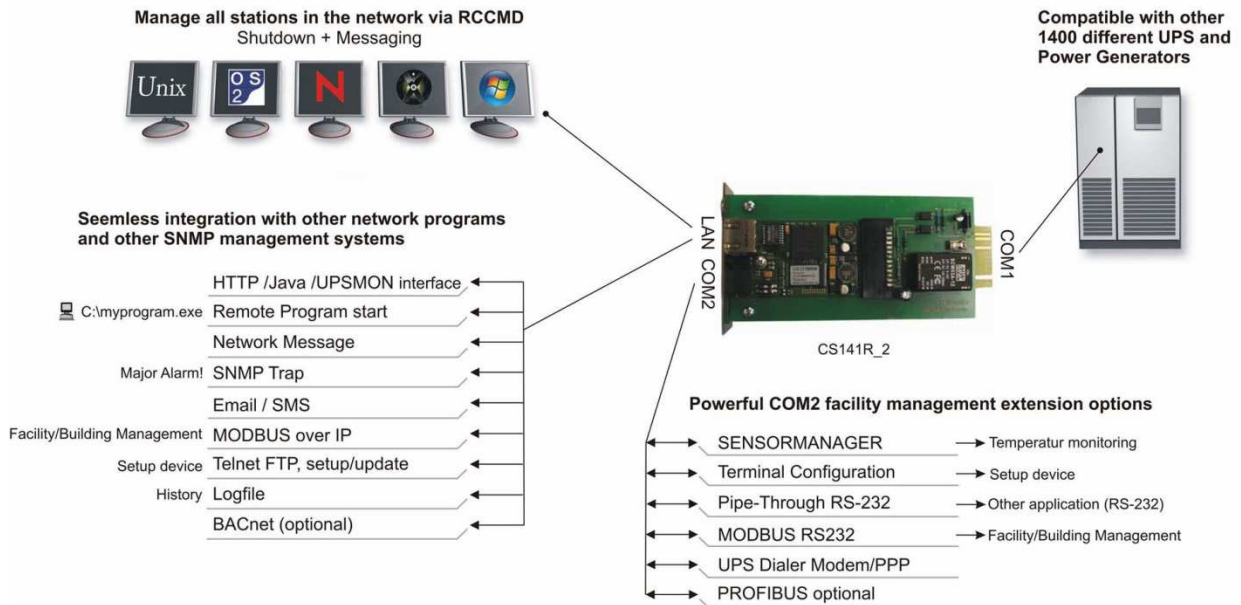 Manage all stations in the network via RCCMD
Shutdown + Messaging
Unix
OS
2
N
Compatible with other
1400 different UPS and
Power Generators
LAN COM2
COM1
CS141R_2
Seemless integration with other network programs
and other SNMP management systems
HTTP /Java /UPSMON interface
C:\myprogram.exe Remote Program start
Network Message
Major Alarm! SNMP Trap
Email / SMS
Facility/Building Management MODBUS over IP
Setup device Telnet FTP, setup/update
History Logfile
BACnet (optional)
Powerful COM2 facility management extension options
SENSORMANAGER Temperatur monitoring
Terminal Configuration Setup device
Pipe-Through RS-232 Other application (RS-232)
MODBUS RS232 Facility/Building Management
UPS Dialer Modem/PPP
PROFIBUS optional